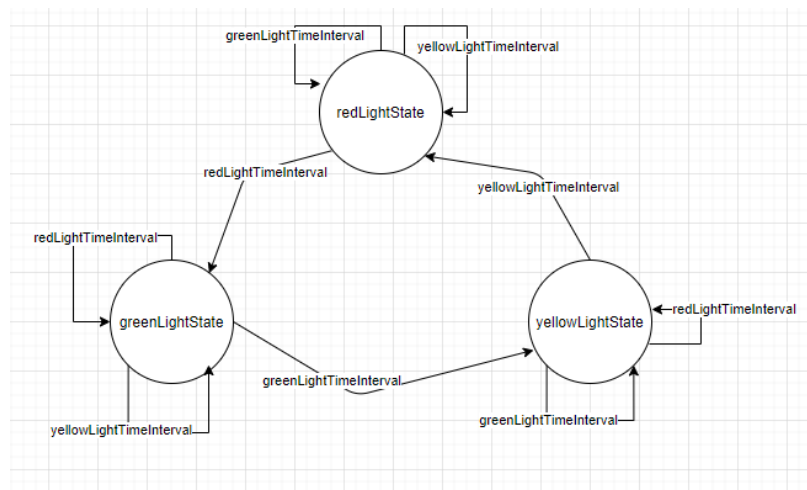 greenLightTimeInterval
yellowLightTimeInterval
redLightState
redLightTimeInterval
yellowLightTimeInterval
redLightTimeInterval
greenLightState
yellowLightState
redLightTimeInterval
greenLightTimeInterval
yellowLightTimeInterval
greenLightTimeInterval